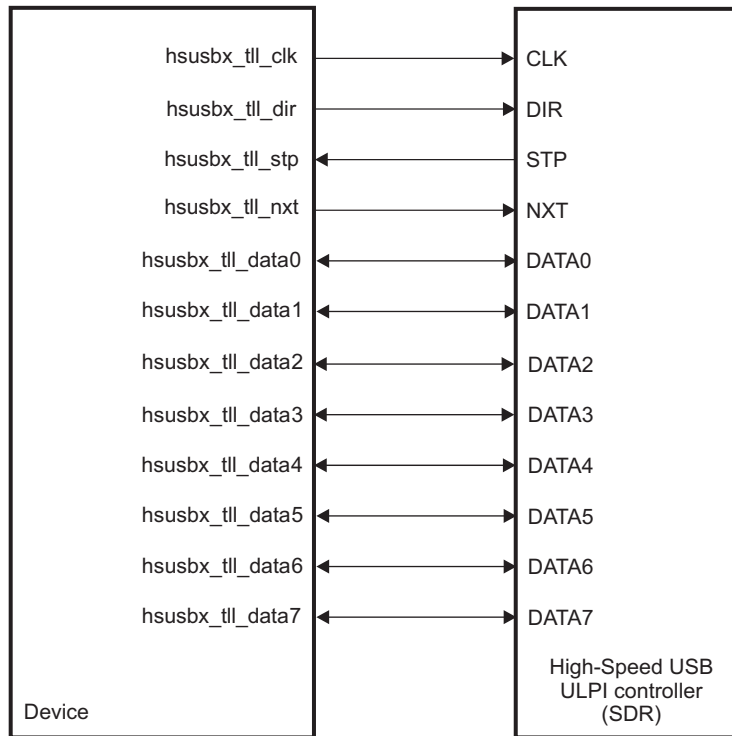 hsusbx_tll_clk CLK
hsusbx_tll_dir DIR
hsusbx_tll_stp STP
hsusbx_tll_nxt NXT
hsusbx_tll_data0 DATA0
hsusbx_tll_data1 DATA1
hsusbx_tll_data2 DATA2
hsusbx_tll_data3 DATA3
hsusbx_tll_data4 DATA4
hsusbx_tll_data5 DATA5
hsusbx_tll_data6 DATA6
hsusbx_tll_data7 DATA7
Device
High-Speed USB
ULPI controller
(SDR)